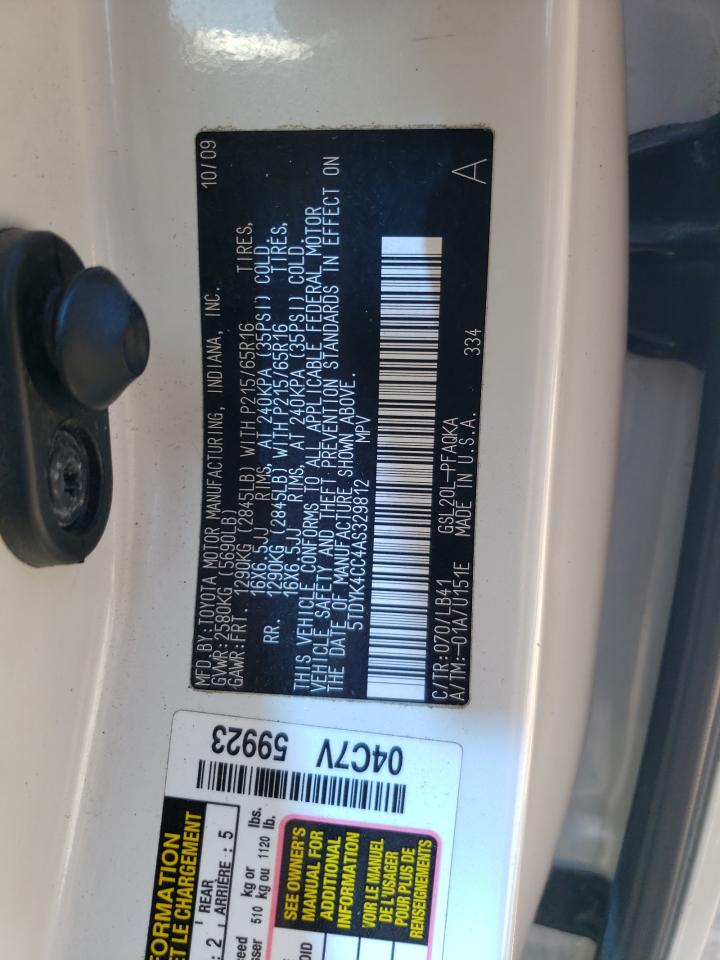 MFD.BY:TOYOTA MOTOR MANUFACTURING, INDIANA, INC. 10/09
GVWR:2580KG (5690LB)
GAWR:FRT. 1290KG (2845LB) WITH P215/65R16 TIRES,
16X6.5JJ RIMS, AT 240KPA (35PSI) COLD.
RR. 1290KG (2845LB) WITH P215/65R16 TIRES,
16X6.5JJ RIMS, AT 240KPA (35PSI) COLD.
THIS VEHICLE CONFORMS TO ALL APPLICABLE FEDERAL MOTOR
VEHICLE SAFETY AND THEFT PREVENTION STANDARDS IN EFFECT ON
THE DATE OF MANUFACTURE SHOWN ABOVE.
5TDYK4CC4AS329812 MPV
C/TR:070/LB41 GSL20L-PFAQKA
A/TM:-01A/U151E MADE IN U.S.A. 334 A
04C7V
59923
FORMATION
ET LE CHARGEMENT
: 2 , REAR
ARRIÈRE : 5
kg or lbs.
510 kg ou 1120 lb.
SEE OWNER'S
MANUAL FOR
ADDITIONAL
INFORMATION
VOIR LE MANUEL
DE L'USAGER
POUR PLUS DE
RENSEIGNEMENTS